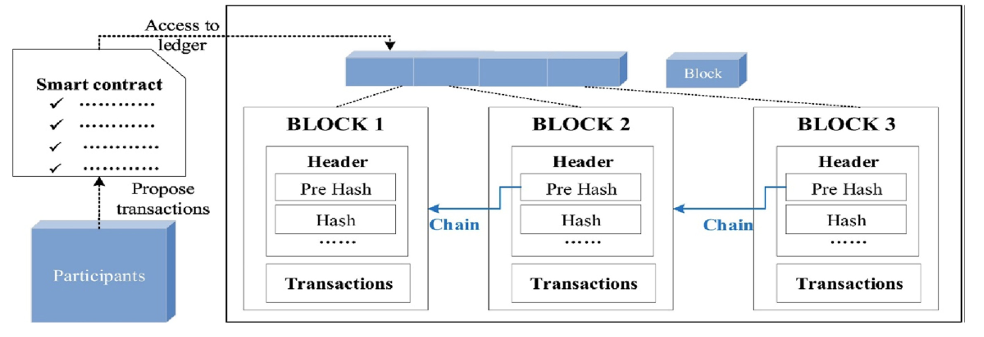 Access to
ledger
Smart contract
✓ …………
✓ …………
✓ …………
✓ …………
Propose
transactions
Participants
Block
BLOCK 1
Header
Pre Hash
Hash
……
Transactions
Chain
BLOCK 2
Header
Pre Hash
Hash
……
Transactions
Chain
BLOCK 3
Header
Pre Hash
Hash
……
Transactions